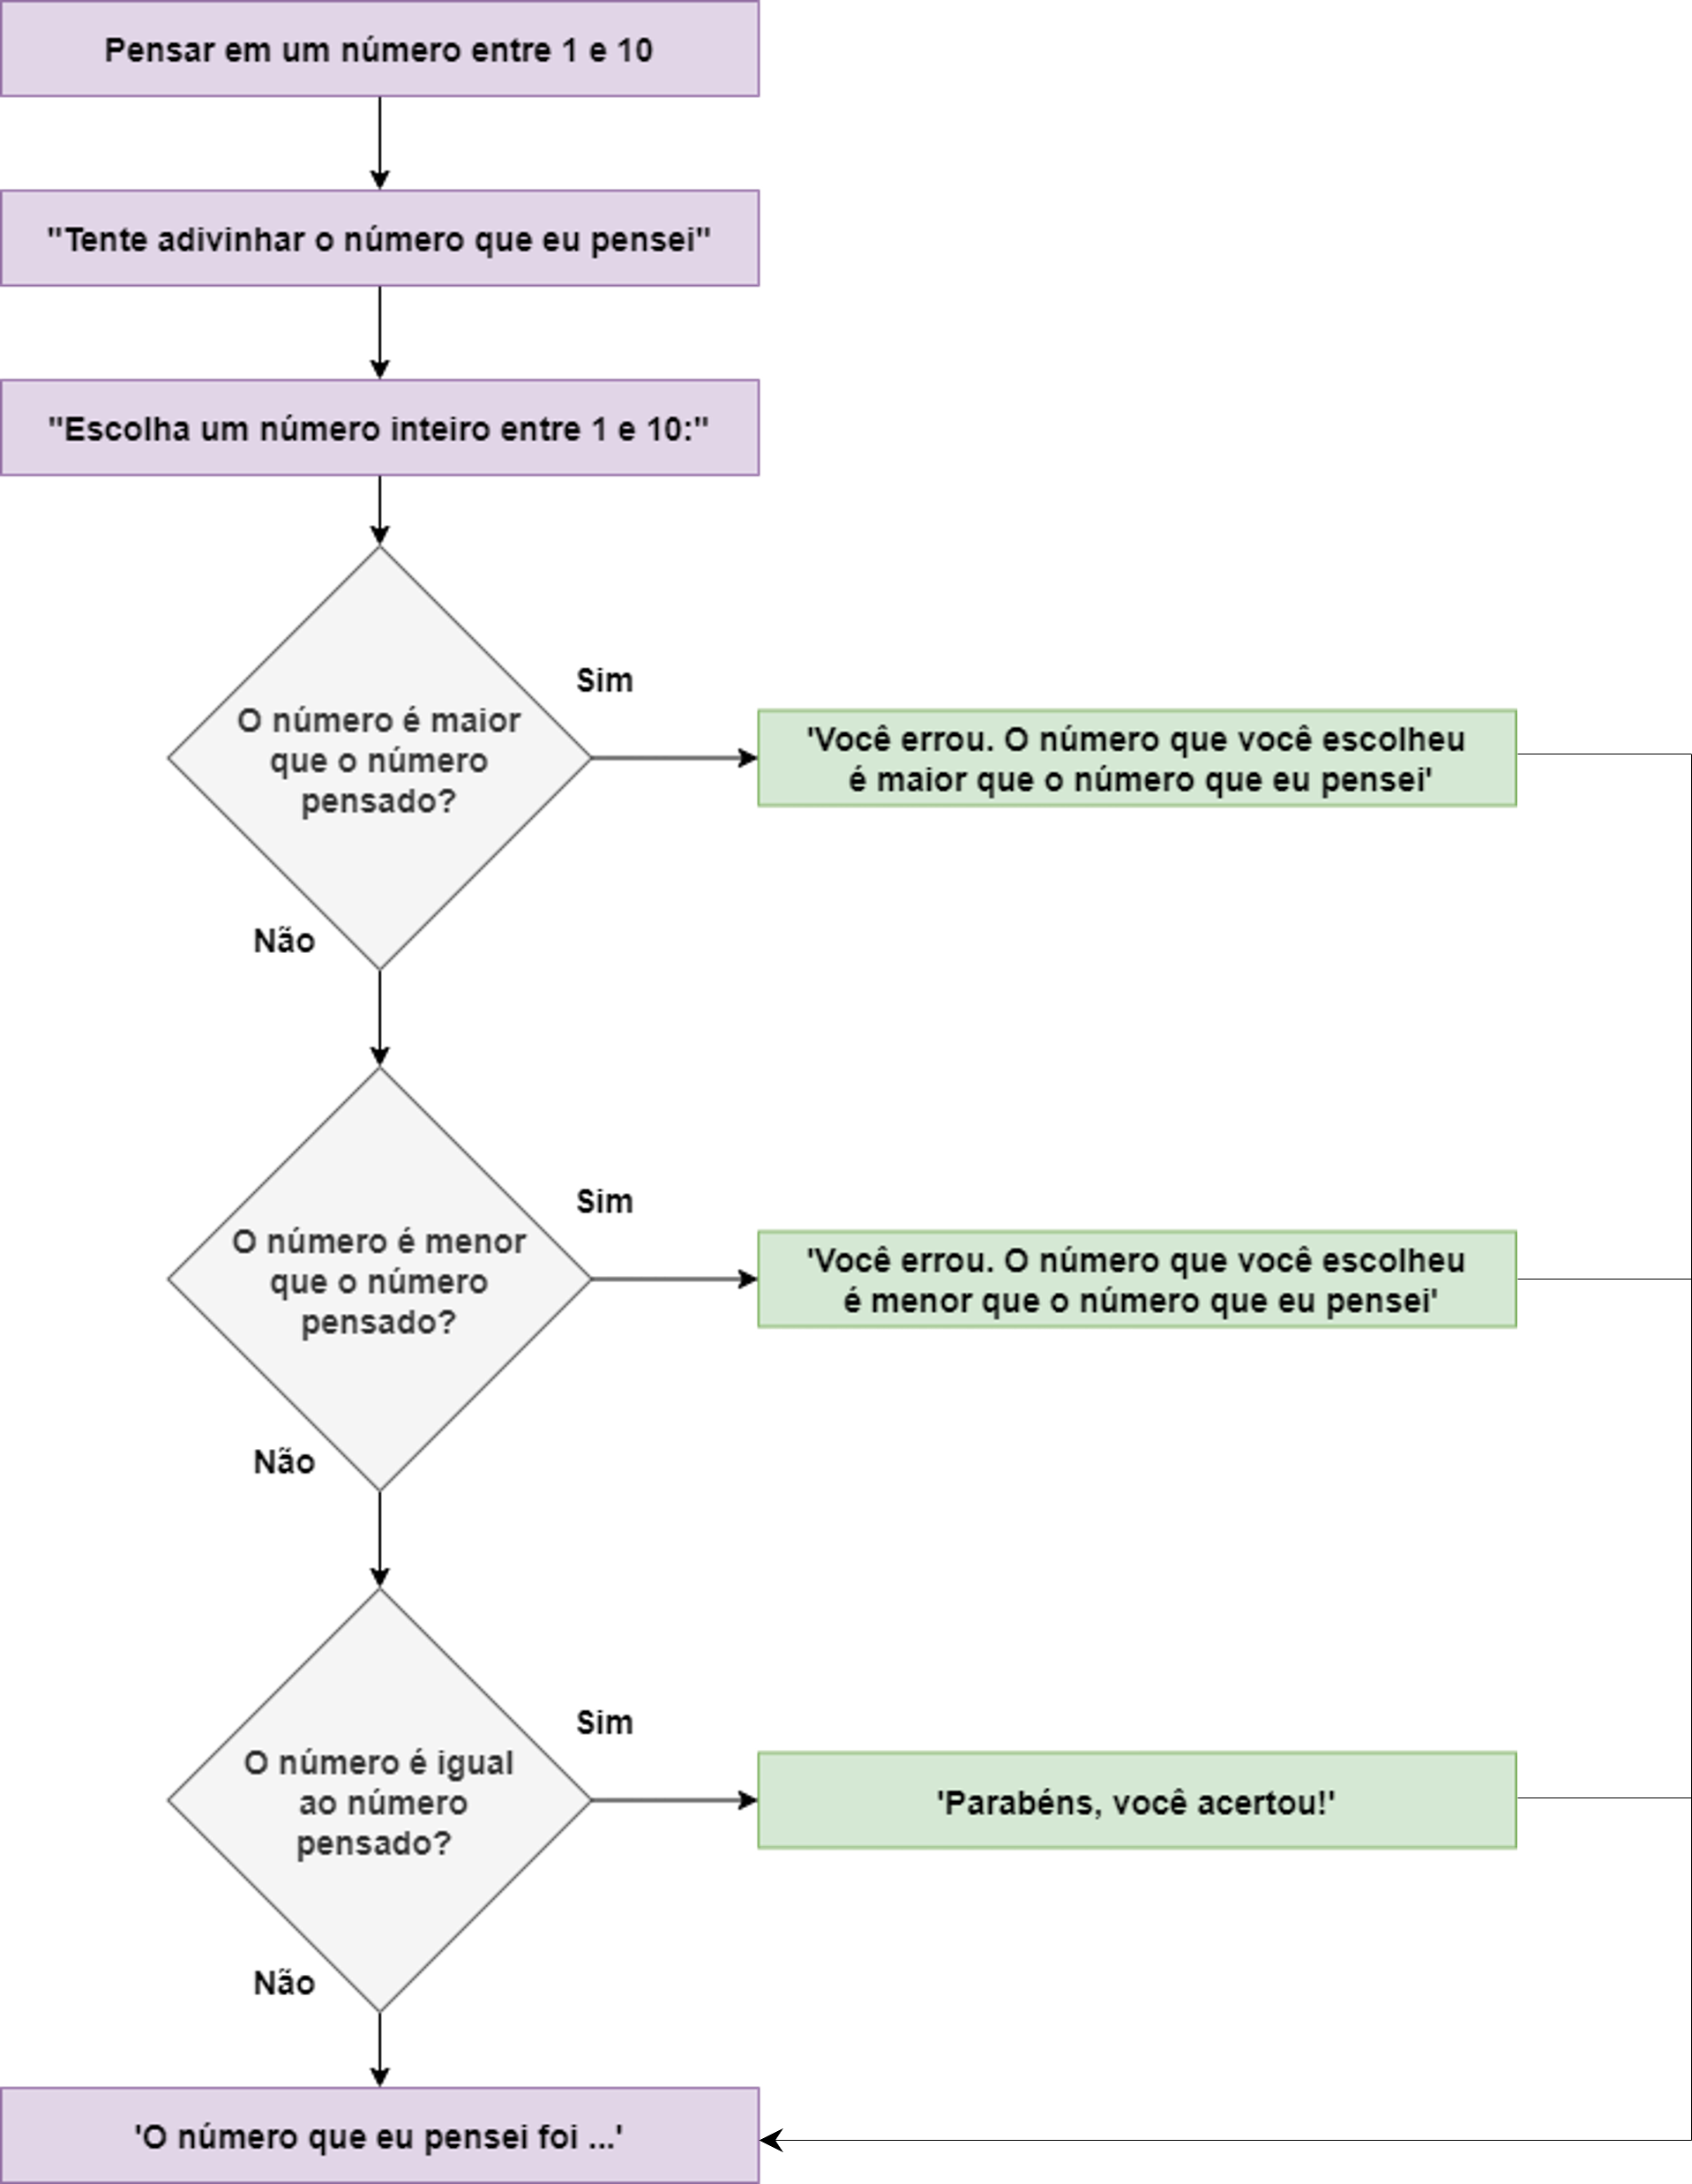 Pensar em um número entre 1 e 10
"Tente adivinhar o número que eu pensei"
"Escolha um número inteiro entre 1 e 10:"
O número é maior
que o número
pensado?
Sim
'Você errou. O número que você escolheu
é maior que o número que eu pensei'
Não
O número é menor
que o número
pensado?
Sim
'Você errou. O número que você escolheu
é menor que o número que eu pensei'
Não
O número é igual
ao número
pensado?
Sim
'Parabéns, você acertou!'
Não
'O número que eu pensei foi ...'